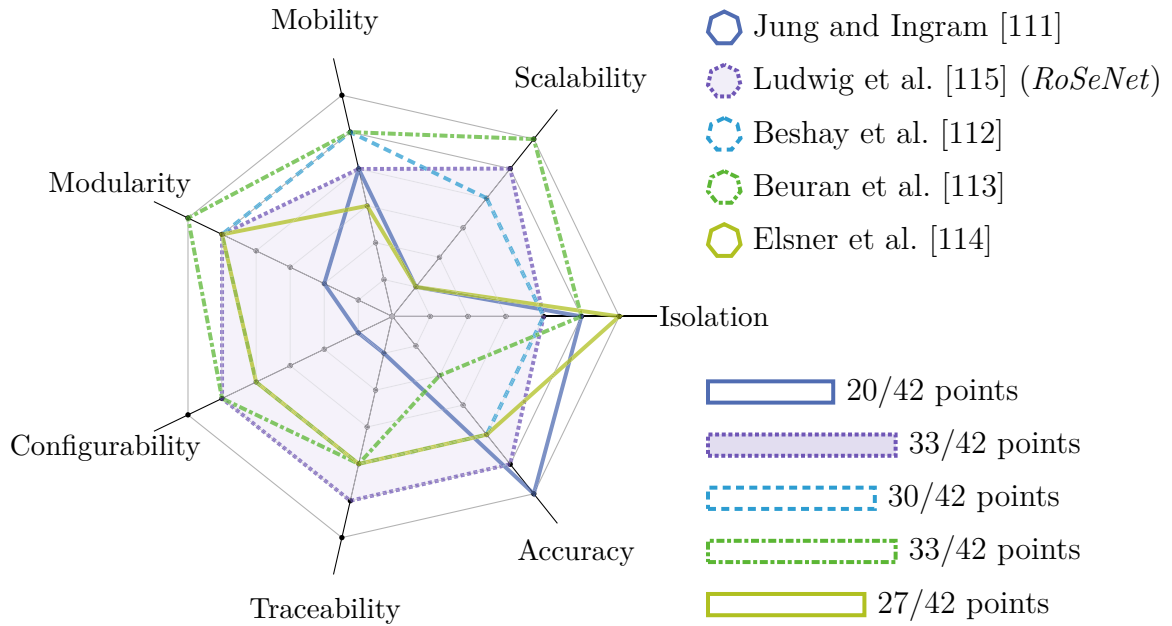 Mobility
Scalability
Modularity
Isolation
Configurability
Accuracy
Traceability
Jung and Ingram [111]
Ludwig et al. [115] (RoSeNet)
Beshay et al. [112]
Beuran et al. [113]
Elsner et al. [114]
20/42 points
33/42 points
30/42 points
33/42 points
27/42 points